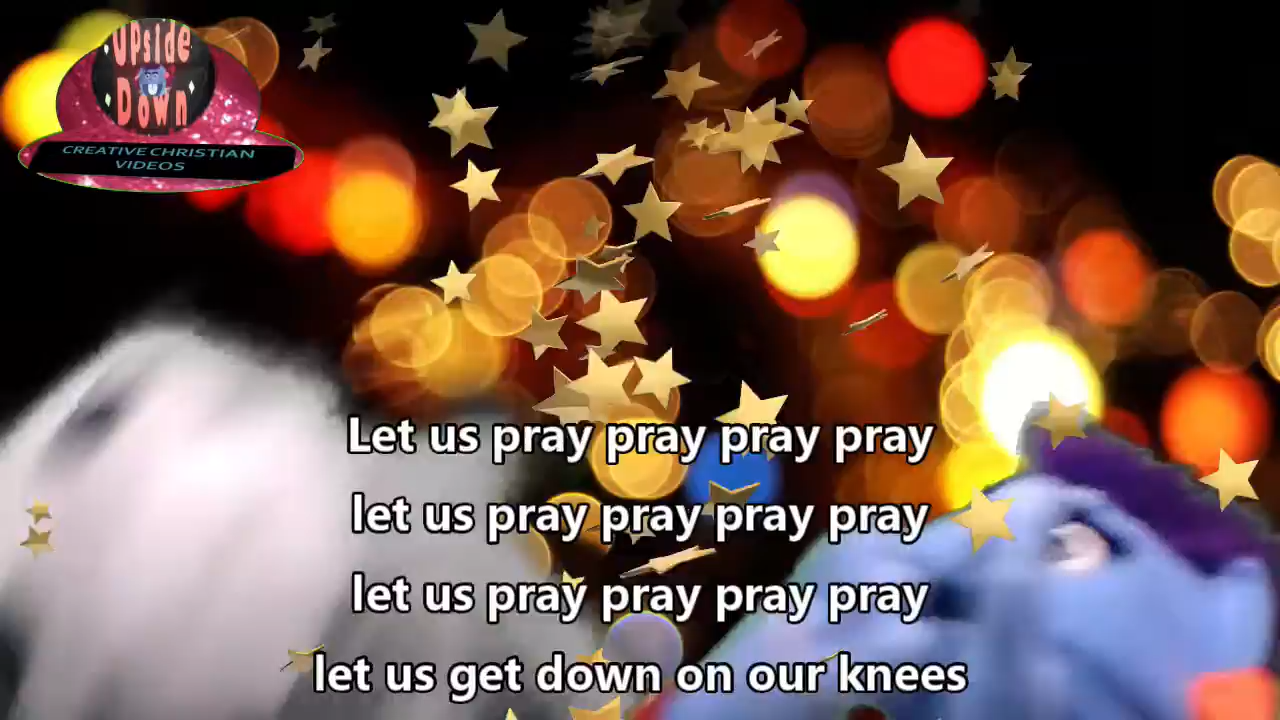 Upside
Down
CREATIVE CHRISTIAN
VIDEOS
Let us pray pray pray pray
let us pray pray pray pray
let us pray pray pray pray
let us get down on our knees